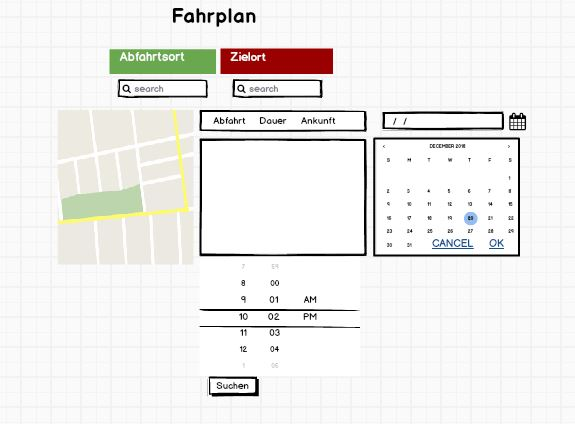 Fahrplan
Abfahrtsort Zielort
search search
Abfahrt Dauer Ankunft
/ /
< DECEMBER 2018 >
S M T W T F S
1
2 3 4 5 6 7 8
9 10 11 12 13 14 15
16 17 18 19 20 21 22
23 24 25 26 27 28 29
30 31 CANCEL OK
7 59
8 00
9 01 AM
10 02 PM
11 03
12 04
1 05
Suchen